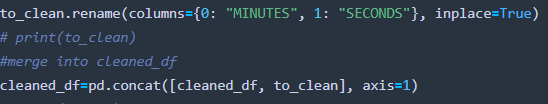 to_clean.rename(columns={0: "MINUTES", 1: "SECONDS"}, inplace=True)
# print(to_clean)
#merge into cleaned_df
cleaned_df=pd.concat([cleaned_df, to_clean], axis=1)